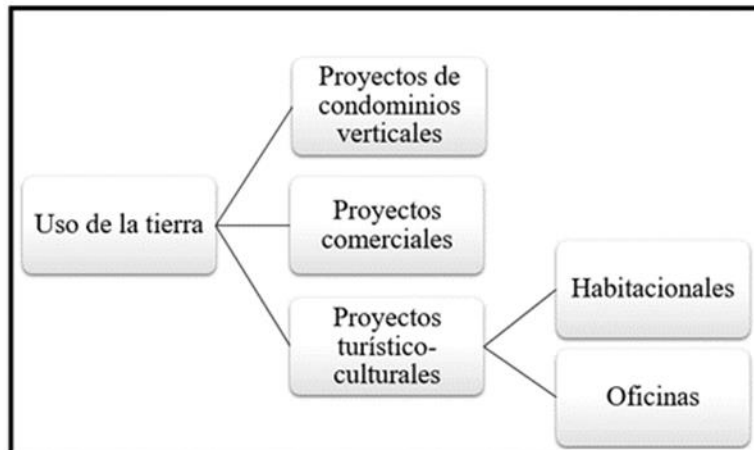 Proyectos de
condominios
verticales
Uso de la tierra
Proyectos
comerciales
Proyectos
turístico-
culturales
Habitacionales
Oficinas